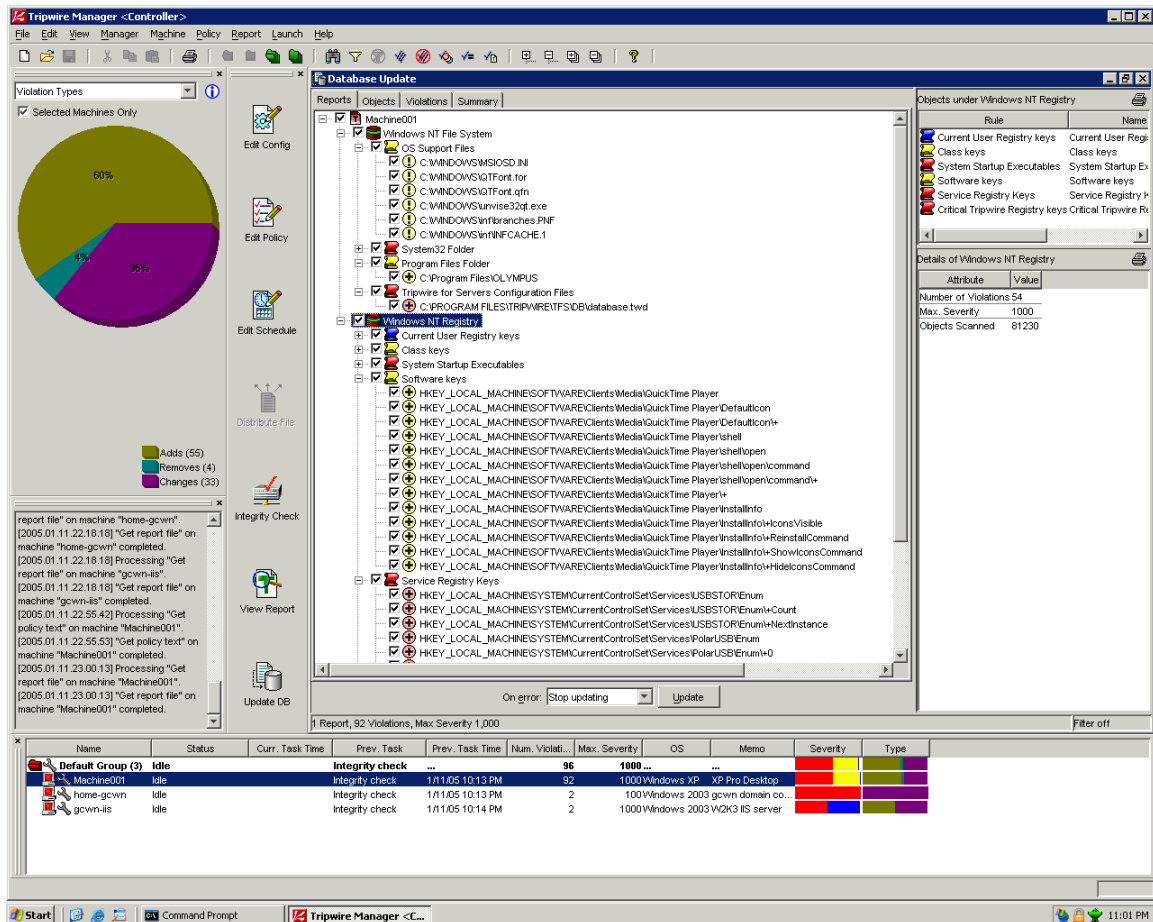 Tripwire Manager <Controller>
File Edit View Manager Machine Policy Report Launch Help
Violation Types
Selected Machines Only
60%
4%
36%
Adds (55)
Removes (4)
Changes (33)
report file" on machine "home-gcwn".
[2005.01.11.22.18.18] "Get report file" on
machine "home-gcwn" completed.
[2005.01.11.22.18.18] Processing "Get
report file" on machine "gcwn-iis".
[2005.01.11.22.18.18] "Get report file" on
machine "gcwn-iis" completed.
[2005.01.11.22.55.42] Processing "Get
policy text" on machine "Machine001".
[2005.01.11.22.55.53] "Get policy text" on
machine "Machine001" completed.
[2005.01.11.23.00.13] Processing "Get
report file" on machine "Machine001".
[2005.01.11.23.00.13] "Get report file" on
machine "Machine001" completed.
Edit Config
Edit Policy
Edit Schedule
Distribute File
Integrity Check
View Report
Update DB
Database Update
Reports Objects Violations Summary
Machine001
Windows NT File System
OS Support Files
C:\WINDOWS\MSIOSD.INI
C:\WINDOWS\QTFont.for
C:\WINDOWS\QTFont.qfn
C:\WINDOWS\unvise32qt.exe
C:\WINDOWS\inf\branches.PNF
C:\WINDOWS\inf\INFCACHE.1
System32 Folder
Program Files Folder
C:\Program Files\OLYMPUS
Tripwire for Servers Configuration Files
C:\PROGRAM FILES\TRIPWIRE\TFS\DB\database.twd
Windows NT Registry
Current User Registry keys
Class keys
System Startup Executables
Software keys
HKEY_LOCAL_MACHINE\SOFTWARE\Clients\Media\QuickTime Player
HKEY_LOCAL_MACHINE\SOFTWARE\Clients\Media\QuickTime Player\DefaultIcon
HKEY_LOCAL_MACHINE\SOFTWARE\Clients\Media\QuickTime Player\DefaultIcon\+
HKEY_LOCAL_MACHINE\SOFTWARE\Clients\Media\QuickTime Player\shell
HKEY_LOCAL_MACHINE\SOFTWARE\Clients\Media\QuickTime Player\shell\open
HKEY_LOCAL_MACHINE\SOFTWARE\Clients\Media\QuickTime Player\shell\open\command
HKEY_LOCAL_MACHINE\SOFTWARE\Clients\Media\QuickTime Player\shell\open\command\+
HKEY_LOCAL_MACHINE\SOFTWARE\Clients\Media\QuickTime Player\+
HKEY_LOCAL_MACHINE\SOFTWARE\Clients\Media\QuickTime Player\InstallInfo
HKEY_LOCAL_MACHINE\SOFTWARE\Clients\Media\QuickTime Player\InstallInfo\+IconsVisible
HKEY_LOCAL_MACHINE\SOFTWARE\Clients\Media\QuickTime Player\InstallInfo\+ReinstallCommand
HKEY_LOCAL_MACHINE\SOFTWARE\Clients\Media\QuickTime Player\InstallInfo\+ShowIconsCommand
HKEY_LOCAL_MACHINE\SOFTWARE\Clients\Media\QuickTime Player\InstallInfo\+HideIconsCommand
Service Registry Keys
HKEY_LOCAL_MACHINE\SYSTEM\CurrentControlSet\Services\USBSTOR\Enum
HKEY_LOCAL_MACHINE\SYSTEM\CurrentControlSet\Services\USBSTOR\Enum\+Count
HKEY_LOCAL_MACHINE\SYSTEM\CurrentControlSet\Services\USBSTOR\Enum\+NextInstance
HKEY_LOCAL_MACHINE\SYSTEM\CurrentControlSet\Services\PolarUSB\Enum
HKEY_LOCAL_MACHINE\SYSTEM\CurrentControlSet\Services\PolarUSB\Enum\+0
On error: Stop updating Update
1 Report, 92 Violations, Max Severity 1,000
Filter off
Objects under Windows NT Registry
Rule Name
Current User Registry keys Current User Regi
Class keys Class keys
System Startup Executables System Startup Ex
Software keys Software keys
Service Registry Keys Service Registry K
Critical Tripwire Registry keys Critical Tripwire Re
Details of Windows NT Registry
Attribute Value
Number of Violations 54
Max. Severity 1000
Objects Scanned 81230
Name Status Curr. Task Time Prev. Task Prev. Task Time Num. Violati... Max. Severity OS Memo Severity Type
Default Group (3) Idle Integrity check ... 96 1000 ... ...
Machine001 Idle Integrity check 1/11/05 10:13 PM 92 1000 Windows XP XP Pro Desktop
home-gcwn Idle Integrity check 1/11/05 10:13 PM 2 100 Windows 2003 gcwn domain co...
gcwn-iis Idle Integrity check 1/11/05 10:14 PM 2 1000 Windows 2003 W2K3 IIS server
Start Command Prompt Tripwire Manager <C... 11:01 PM